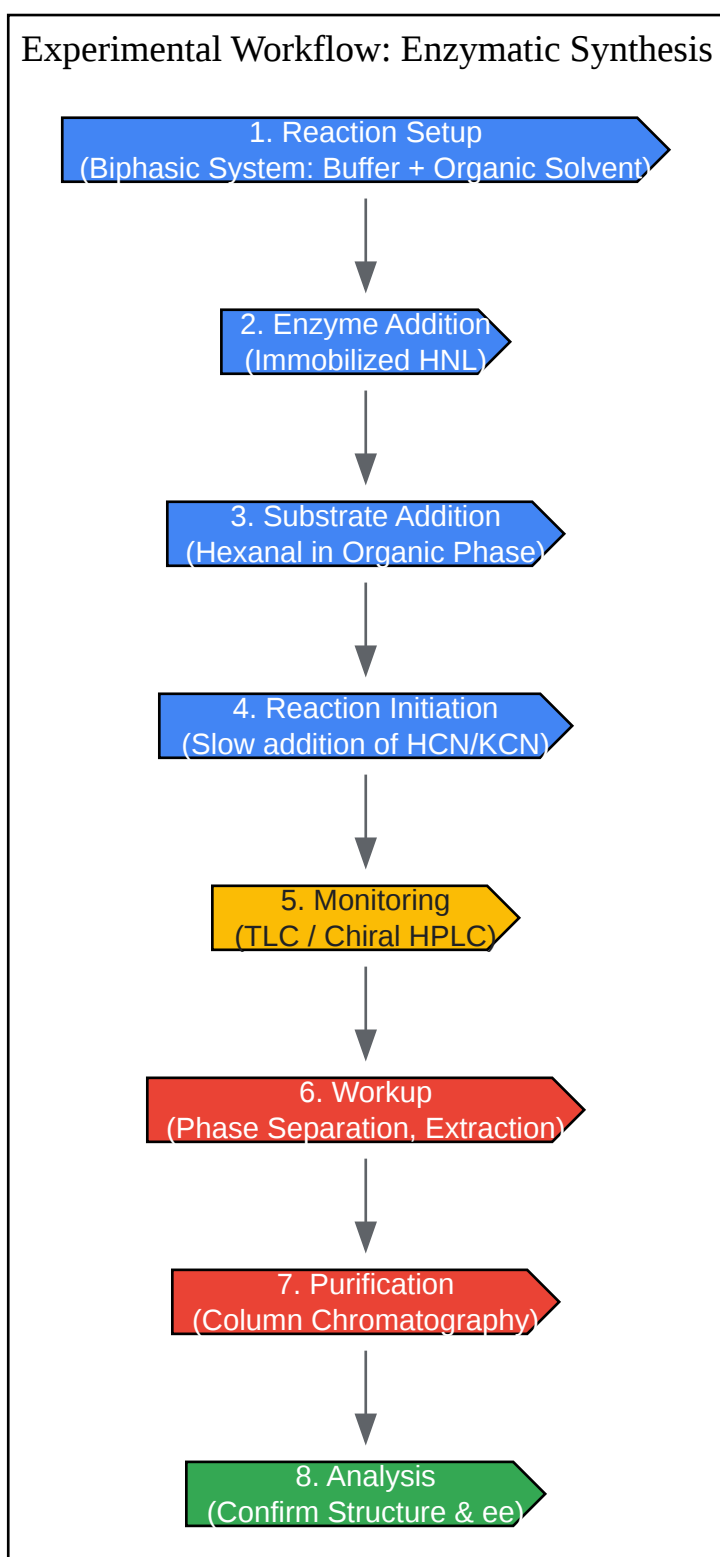 Experimental Workflow: Enzymatic Synthesis
1. Reaction Setup
(Biphasic System: Buffer + Organic Solvent)
2. Enzyme Addition
(Immobilized HNL)
3. Substrate Addition
(Hexanal in Organic Phase)
4. Reaction Initiation
(Slow addition of HCN/KCN)
5. Monitoring
(TLC / Chiral HPLC)
6. Workup
(Phase Separation, Extraction)
7. Purification
(Column Chromatography)
8. Analysis
(Confirm Structure & ee)